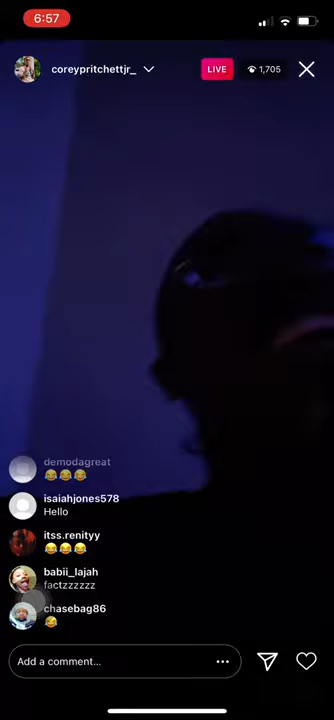 6:57
coreypritchettjr_
LIVE
1,705
demodagreat
😂😂😂
isaiahjones578
Hello
itss.renityy
😂😂😂
babii_lajah
factzzzzzz
chasebag86
😂
Add a comment...